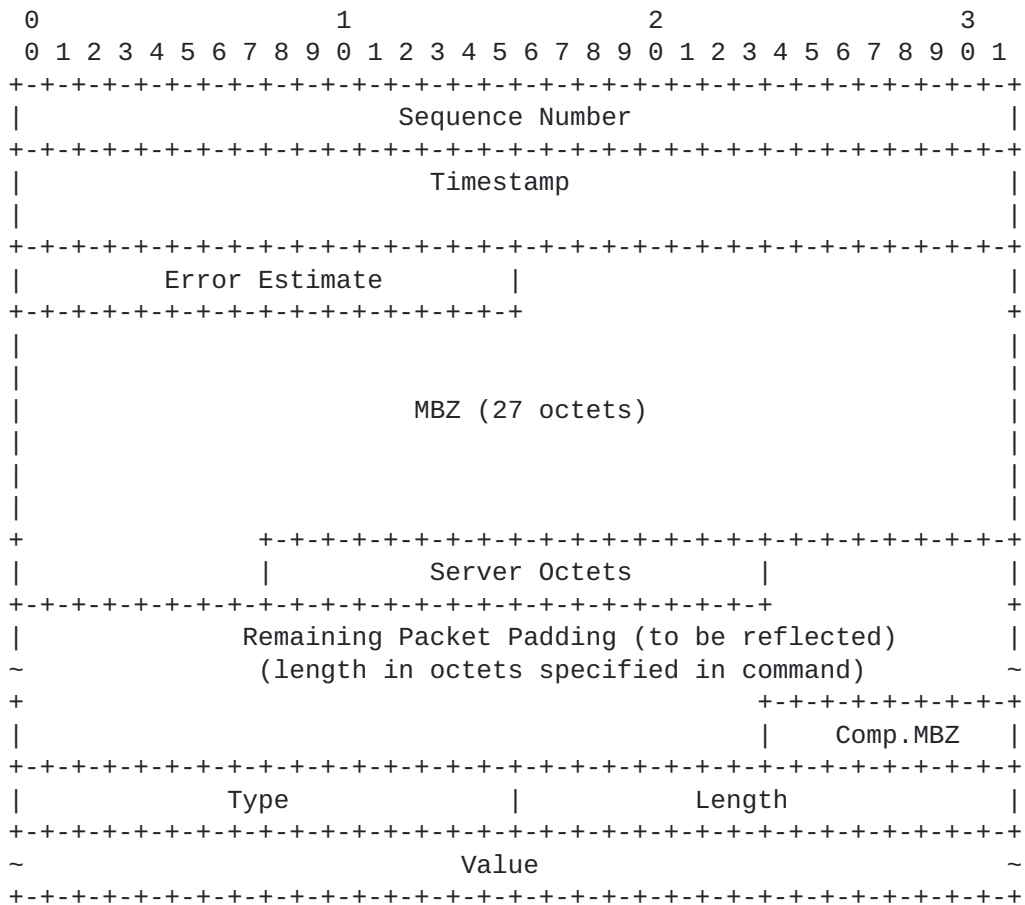 0 1 2 3
0 1 2 3 4 5 6 7 8 9 0 1 2 3 4 5 6 7 8 9 0 1 2 3 4 5 6 7 8 9 0 1
+-+-+-+-+-+-+-+-+-+-+-+-+-+-+-+-+-+-+-+-+-+-+-+-+-+-+-+-+-+-+-+-+
| Sequence Number |
+-+-+-+-+-+-+-+-+-+-+-+-+-+-+-+-+-+-+-+-+-+-+-+-+-+-+-+-+-+-+-+-+
| Timestamp |
| |
+-+-+-+-+-+-+-+-+-+-+-+-+-+-+-+-+-+-+-+-+-+-+-+-+-+-+-+-+-+-+-+-+
| Error Estimate | |
+-+-+-+-+-+-+-+-+-+-+-+-+-+-+-+-+ +
| |
| |
| MBZ (27 octets) |
| |
| |
| |
+ +-+-+-+-+-+-+-+-+-+-+-+-+-+-+-+-+-+-+-+-+-+-+-+-+
| | Server Octets | |
+-+-+-+-+-+-+-+-+-+-+-+-+-+-+-+-+-+-+-+-+-+-+-+-+ +
| Remaining Packet Padding (to be reflected) |
~ (length in octets specified in command) ~
+ +-+-+-+-+-+-+-+-+
| | Comp.MBZ |
+-+-+-+-+-+-+-+-+-+-+-+-+-+-+-+-+-+-+-+-+-+-+-+-+-+-+-+-+-+-+-+-+
| Type | Length |
+-+-+-+-+-+-+-+-+-+-+-+-+-+-+-+-+-+-+-+-+-+-+-+-+-+-+-+-+-+-+-+-+
~ Value ~
+-+-+-+-+-+-+-+-+-+-+-+-+-+-+-+-+-+-+-+-+-+-+-+-+-+-+-+-+-+-+-+-+